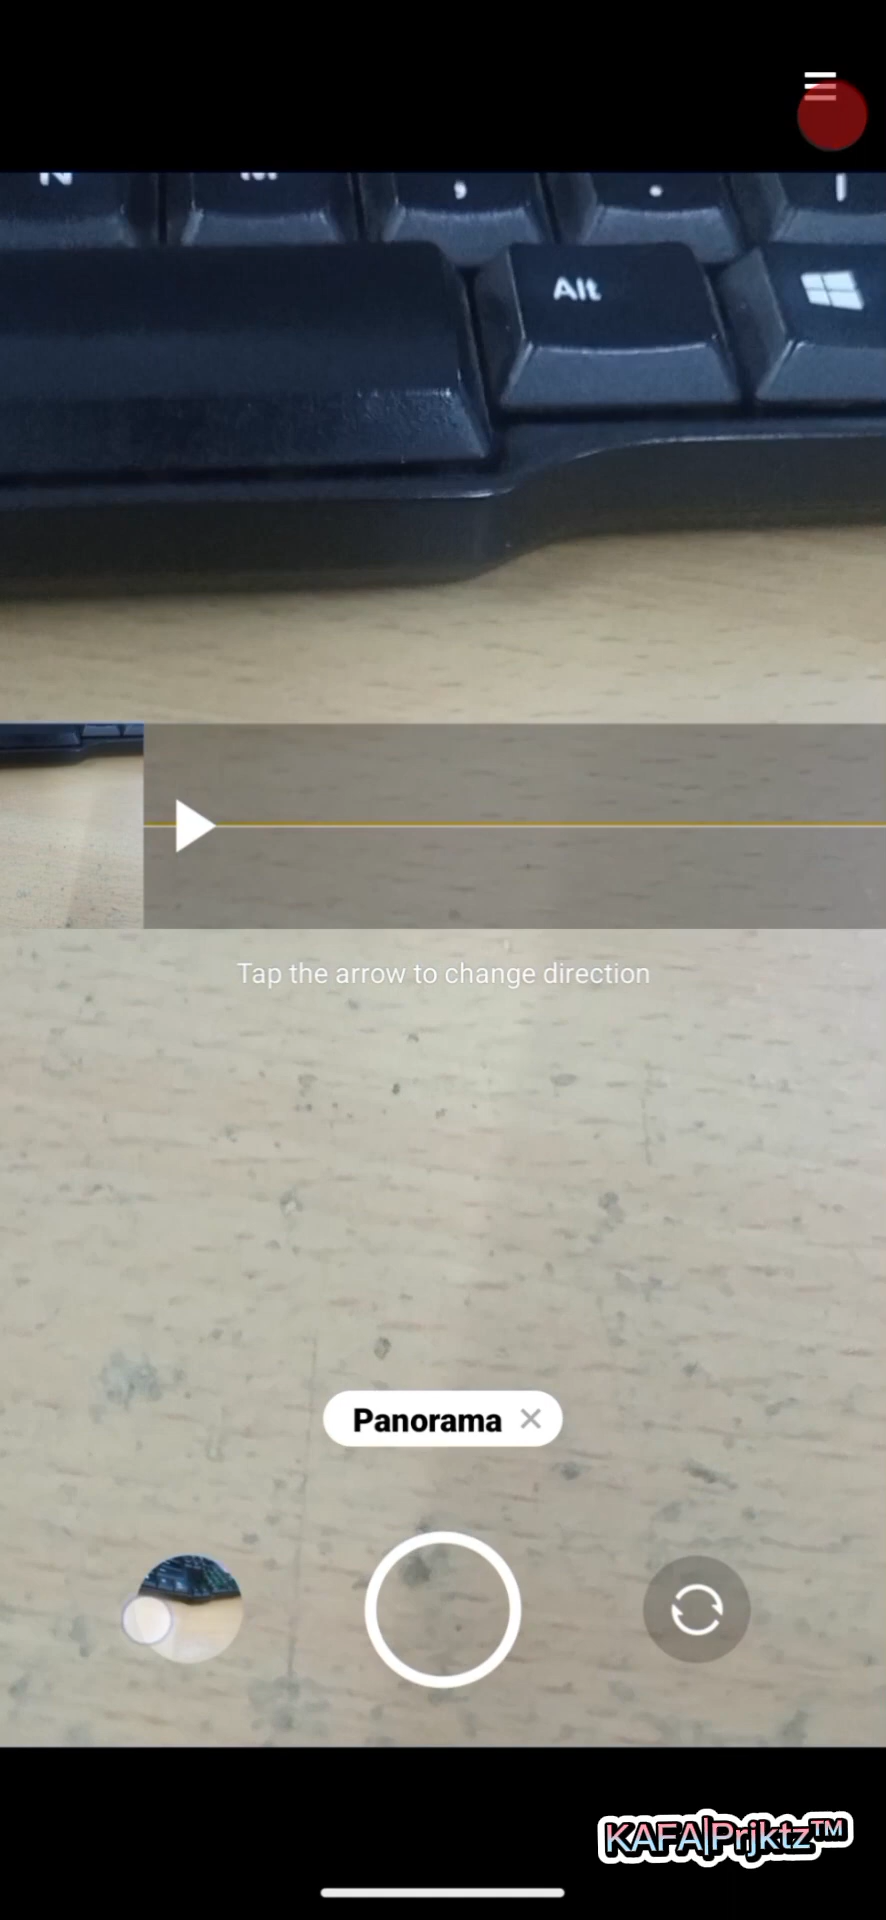 N
,
.
Alt
Tap the arrow to change direction
Panorama
KAFA|Prjktz™